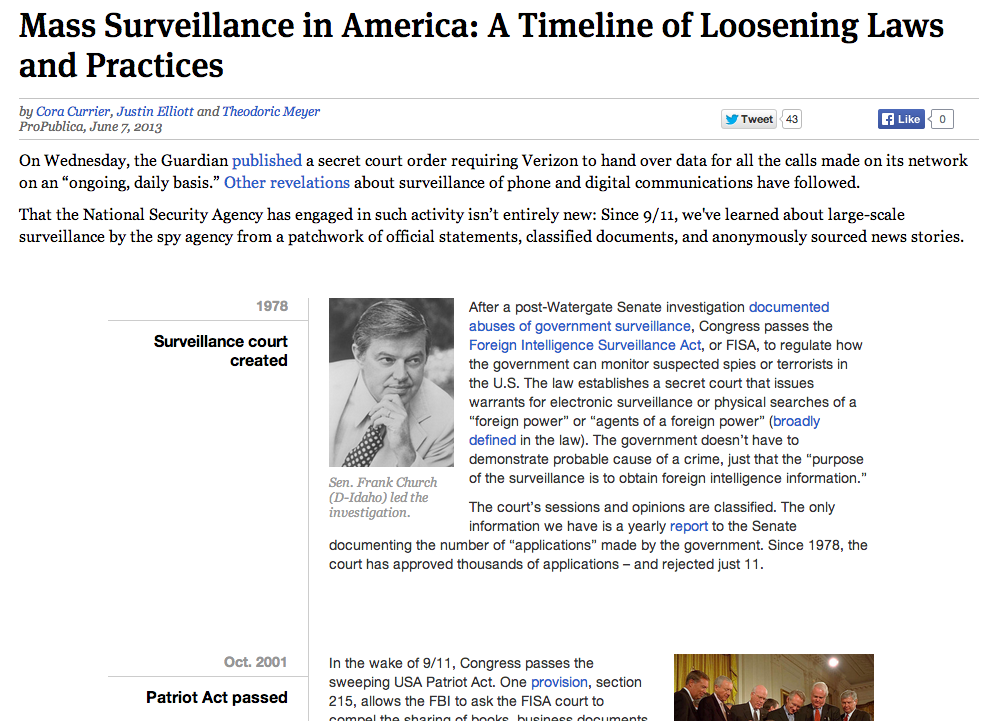 Mass Surveillance in America: A Timeline of Loosening Laws
and Practices
by Cora Currier, Justin Elliott and Theodoric Meyer
ProPublica, June 7, 2013
Tweet 43
Like 0
On Wednesday, the Guardian published a secret court order requiring Verizon to hand over data for all the calls made on its network
on an “ongoing, daily basis.” Other revelations about surveillance of phone and digital communications have followed.
That the National Security Agency has engaged in such activity isn’t entirely new: Since 9/11, we've learned about large-scale
surveillance by the spy agency from a patchwork of official statements, classified documents, and anonymously sourced news stories.
1978
Surveillance court
created
Sen. Frank Church
(D-Idaho) led the
investigation.
After a post-Watergate Senate investigation documented
abuses of government surveillance, Congress passes the
Foreign Intelligence Surveillance Act, or FISA, to regulate how
the government can monitor suspected spies or terrorists in
the U.S. The law establishes a secret court that issues
warrants for electronic surveillance or physical searches of a
“foreign power” or “agents of a foreign power” (broadly
defined in the law). The government doesn’t have to
demonstrate probable cause of a crime, just that the “purpose
of the surveillance is to obtain foreign intelligence information.”
The court’s sessions and opinions are classified. The only
information we have is a yearly report to the Senate
documenting the number of “applications” made by the government. Since 1978, the
court has approved thousands of applications – and rejected just 11.
Oct. 2001
Patriot Act passed
In the wake of 9/11, Congress passes the
sweeping USA Patriot Act. One provision, section
215, allows the FBI to ask the FISA court to
compel the sharing of books, business documents